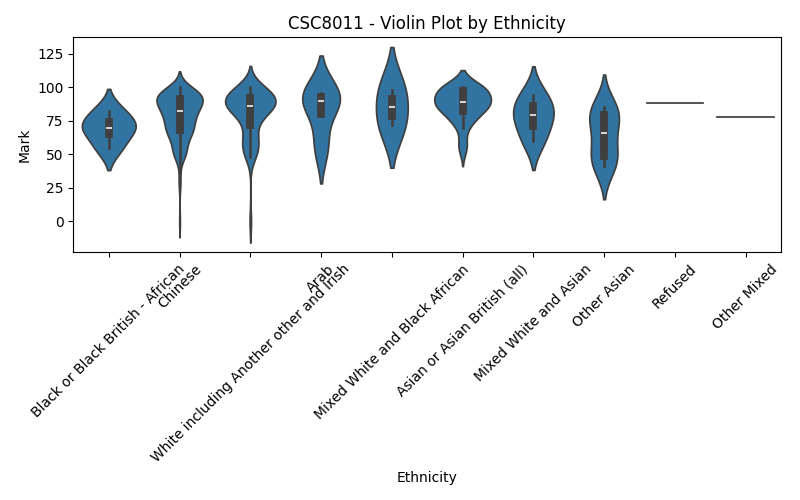 CSC8011 - Violin Plot by Ethnicity
125
100
75
50
25
0
Mark
Black or Black British - African
Chinese
White including Another other and Irish
Arab
Mixed White and Black African
Asian or Asian British (all)
Mixed White and Asian
Other Asian
Refused
Other Mixed
Ethnicity